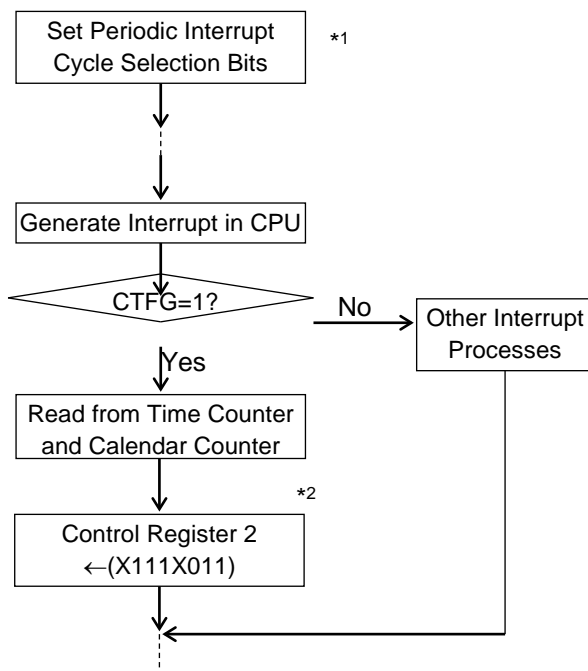 Set Periodic Interrupt
Cycle Selection Bits
*1
Generate Interrupt in CPU
CTFG=1?
No
Other Interrupt
Processes
Yes
Read from Time Counter
and Calendar Counter
*2
Control Register 2
←(X111X011)